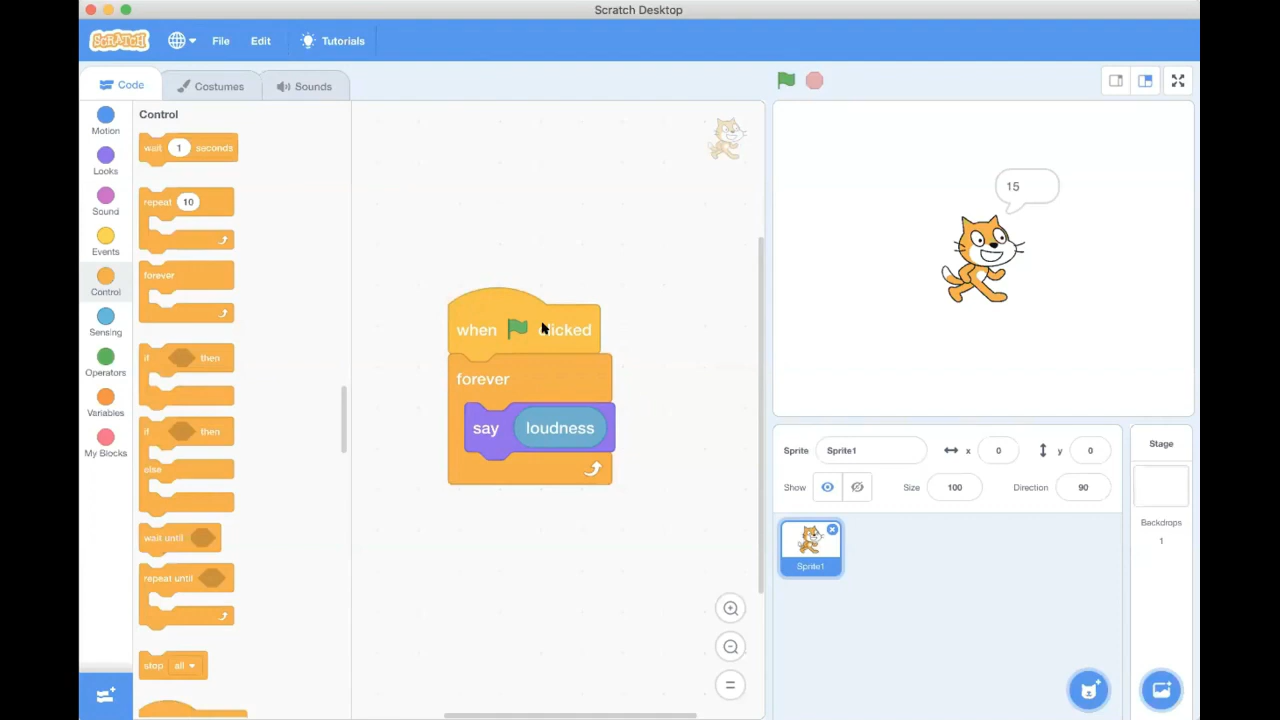 Scratch Desktop
SCRATCH
File
Edit
Tutorials
Code
Costumes
Sounds
Motion
Looks
Sound
Events
Control
Sensing
Operators
Variables
My Blocks
Control
wait 1 seconds
repeat 10
forever
if then
if then
else
wait until
repeat until
stop all
when clicked
forever
say loudness
15
Sprite Sprite1 x 0 y 0
Show Size 100 Direction 90
Sprite1
Stage
Backdrops
1